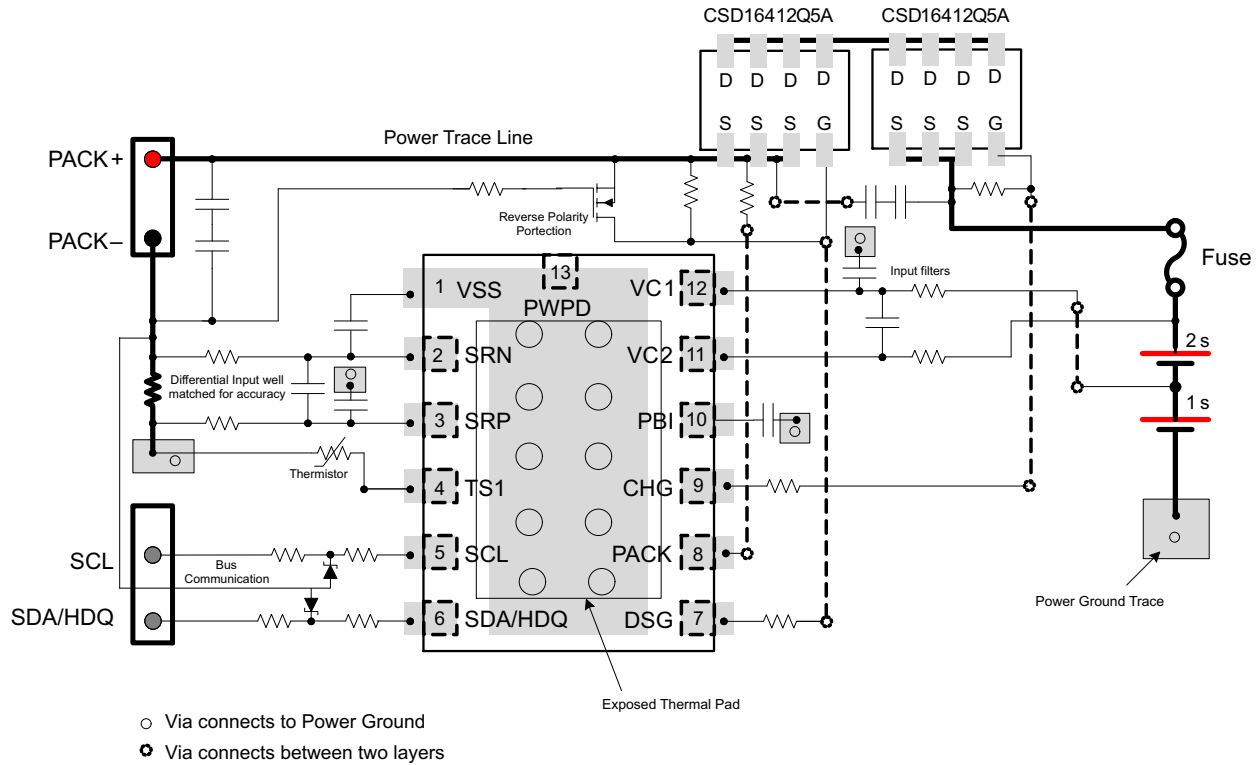 CSD16412Q5A CSD16412Q5A
D D D D D D D D
S S S G S S S G
Power Trace Line
PACK+
PACK–
Reverse Polarity
Portection
Fuse
Input filters
13
PWPD
1 VSS
VC1 12
2 SRN
VC2 11
2 s
Differential Input well
matched for accuracy
3 SRP
PBI 10
1 s
Thermistor
4 TS1
CHG 9
SCL
Bus
Communication
5 SCL
PACK 8
SDA/HDQ
6 SDA/HDQ
DSG 7
Power Ground Trace
Exposed Thermal Pad
Via connects to Power Ground
Via connects between two layers